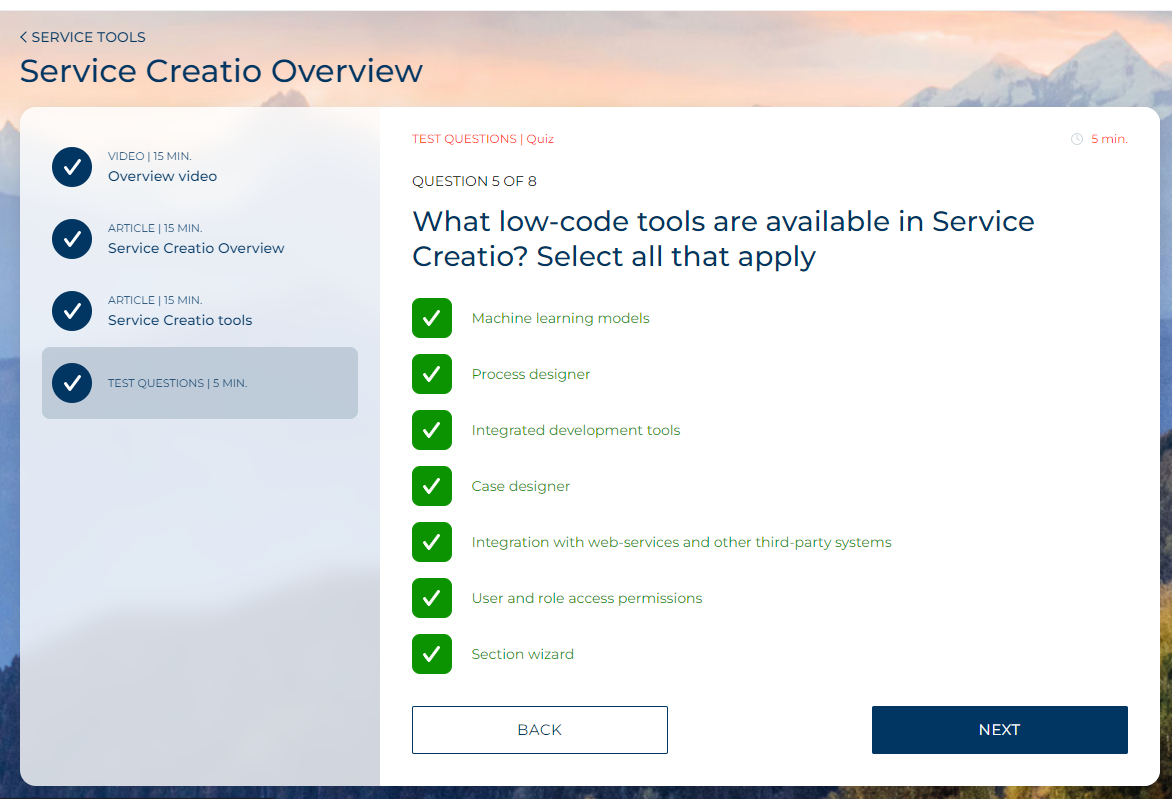 SERVICE TOOLS
Service Creatio Overview
VIDEO | 15 MIN.
Overview video
ARTICLE | 15 MIN.
Service Creatio Overview
ARTICLE | 15 MIN.
Service Creatio tools
TEST QUESTIONS | 5 MIN.
TEST QUESTIONS | Quiz
5 min.
QUESTION 5 OF 8
What low-code tools are available in Service
Creatio? Select all that apply
Machine learning models
Process designer
Integrated development tools
Case designer
Integration with web-services and other third-party systems
User and role access permissions
Section wizard
BACK
NEXT